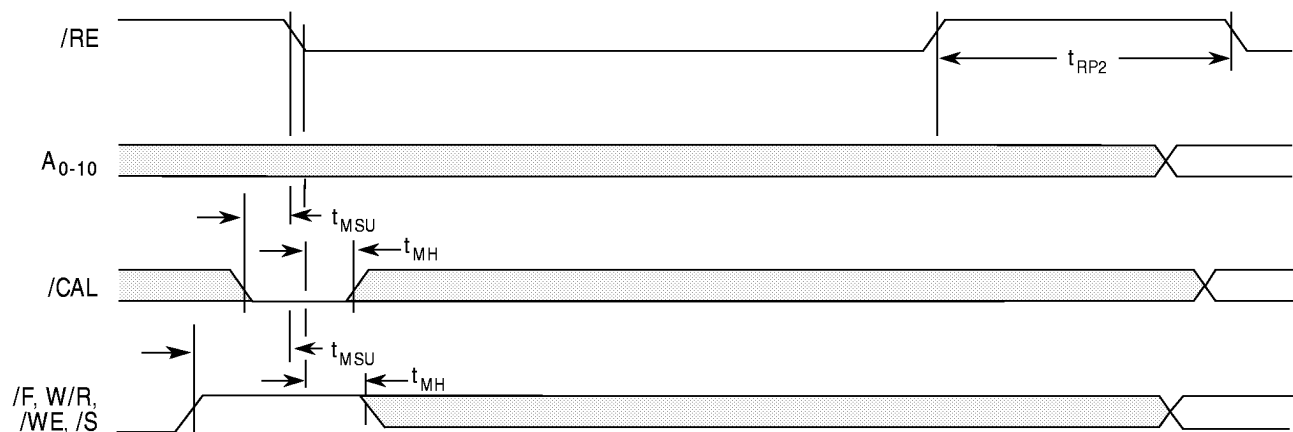 /RE
tRP2
A0-10
tMSU
tMH
/CAL
tMSU
tMH
/F, W/R,
/WE, /S